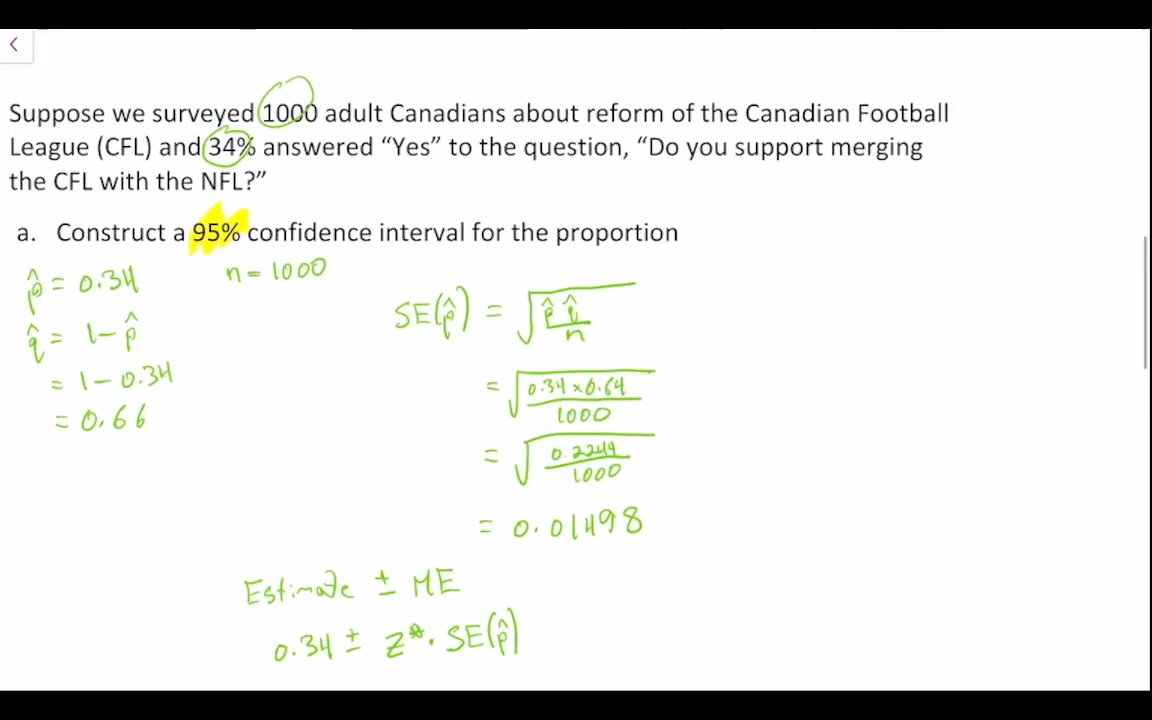 Suppose we surveyed 1000 adult Canadians about reform of the Canadian Football
League (CFL) and 34% answered “Yes” to the question, “Do you support merging
the CFL with the NFL?”
a. Construct a 95% confidence interval for the proportion
p̂ = 0.34
n = 1000
q̂ = 1 - p̂
= 1 - 0.34
= 0.66
SE(p̂) = √(p̂ q̂ / n)
= √(0.34 × 0.64 / 1000)
= √(0.2244 / 1000)
= 0.01498
Estimate ± ME
0.34 ± z*. SE(p̂)